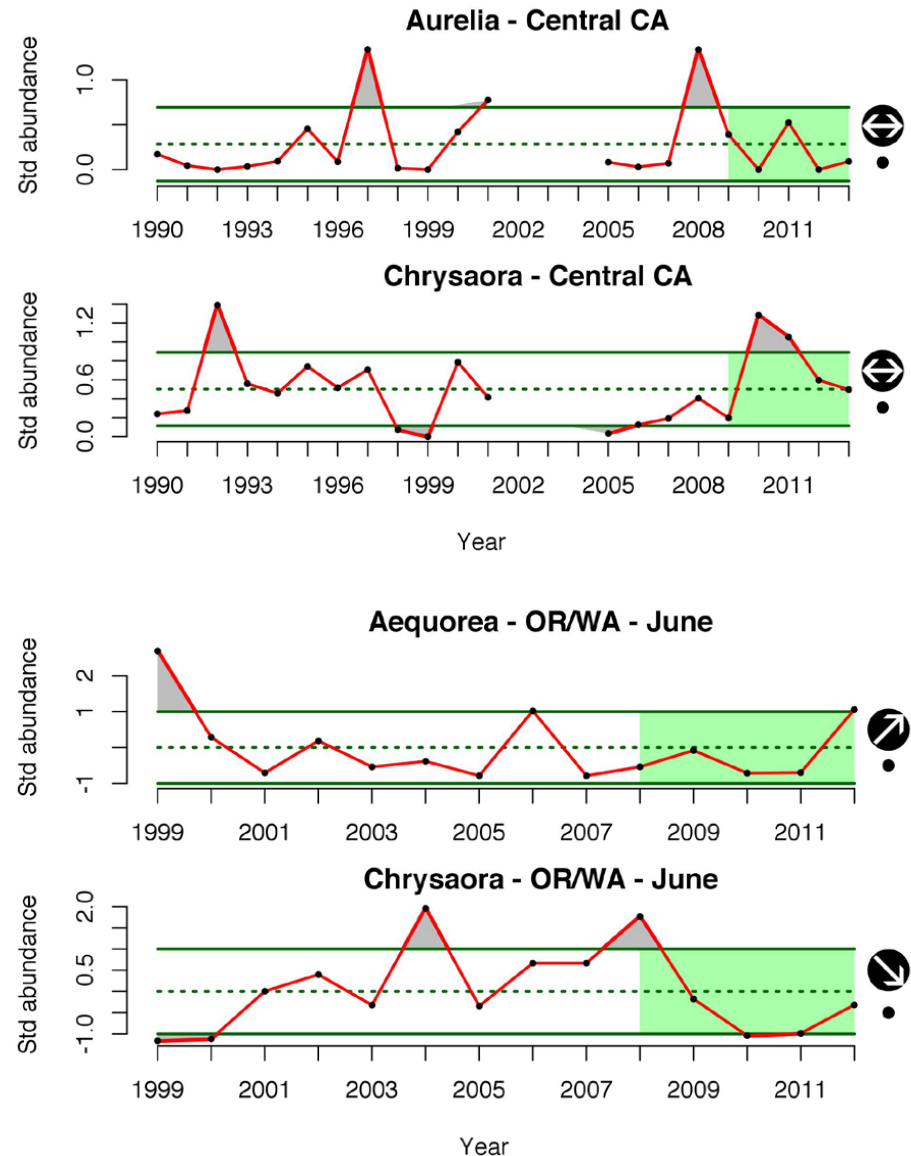 Aurelia - Central CA
Std abundance
1.0
0.0
1990 1993 1996 1999 2002 2005 2008 2011
Chrysaora - Central CA
Std abundance
1.2
0.6
0.0
1990 1993 1996 1999 2002 2005 2008 2011
Year
Aequorea - OR/WA - June
Std abundance
2
1
-1
1999 2001 2003 2005 2007 2009 2011
Chrysaora - OR/WA - June
Std abundance
2.0
0.5
-1.0
1999 2001 2003 2005 2007 2009 2011
Year